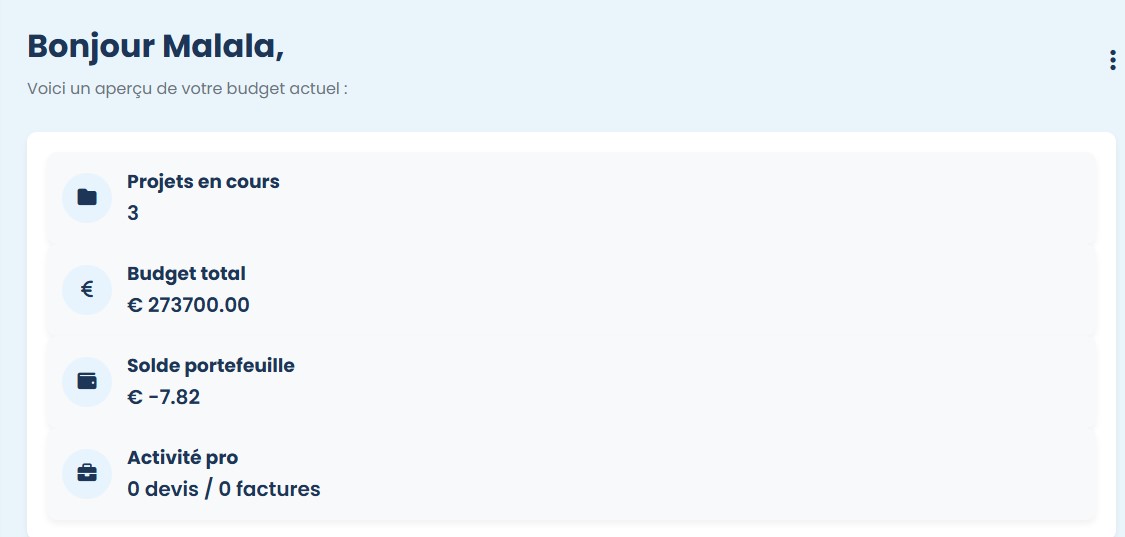 Bonjour Malala,
Voici un aperçu de votre budget actuel :
Projets en cours
3
Budget total
€ 273700.00
Solde portefeuille
€ -7.82
Activité pro
0 devis / 0 factures